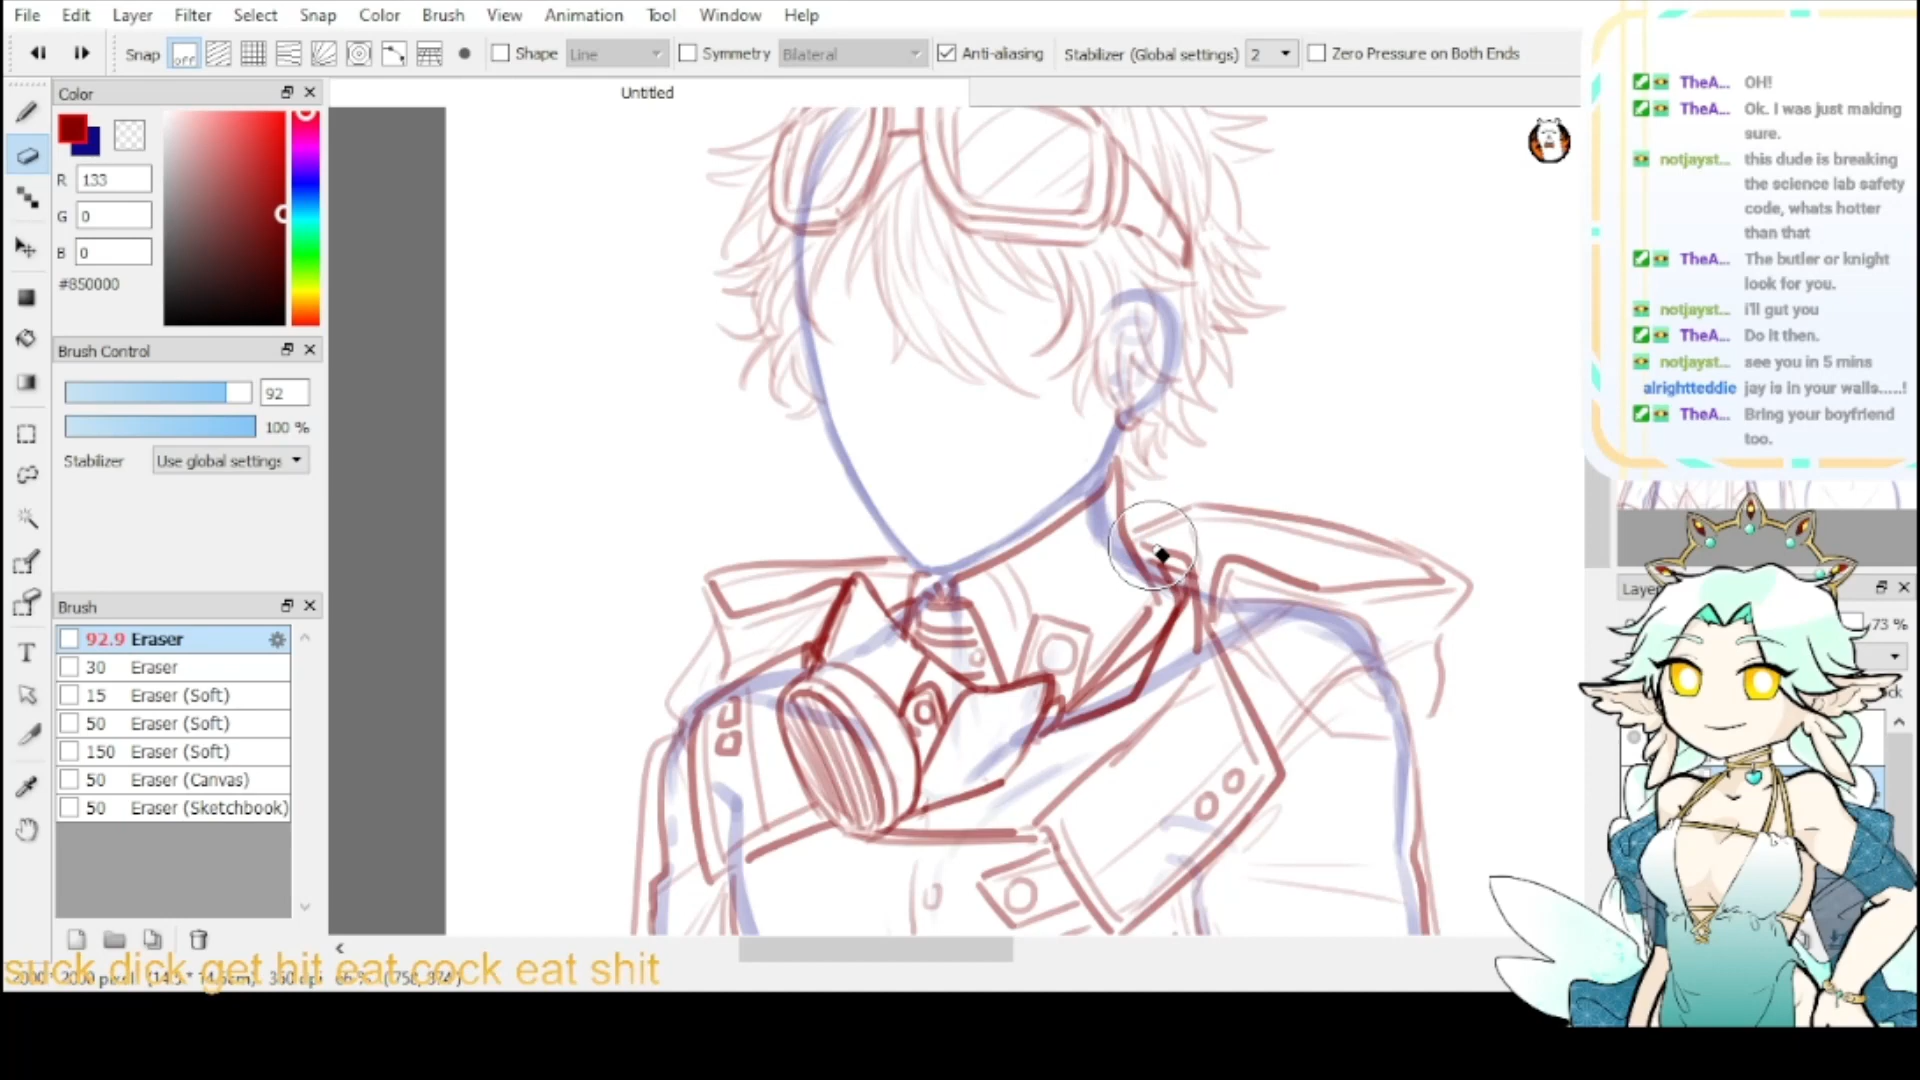 File Edit Layer Filter Select Snap Color Brush View Animation Tool Window Help
Snap off Shape Line Symmetry Bilateral Anti-aliasing Stabilizer (Global settings) 2 Zero Pressure on Both Ends
Color
Untitled
R 133
G 0
B 0
#850000
Brush Control
92
100 %
Stabilizer Use global settings
Brush
92.9 Eraser
30 Eraser
15 Eraser (Soft)
50 Eraser (Soft)
150 Eraser (Soft)
50 Eraser (Canvas)
50 Eraser (Sketchbook)
suck dick get hit eat cock eat shit
TheA... OH!
TheA... Ok. I was just making
sure.
notjayst... this dude is breaking
the science lab safety
code, whats hotter
than that
TheA... The butler or knight
look for you.
notjayst... i'll gut you
TheA... Do It then.
notjayst... see you in 5 mins
alrightteddie jay is in your walls.....!
TheA... Bring your boyfriend
too.
73 %